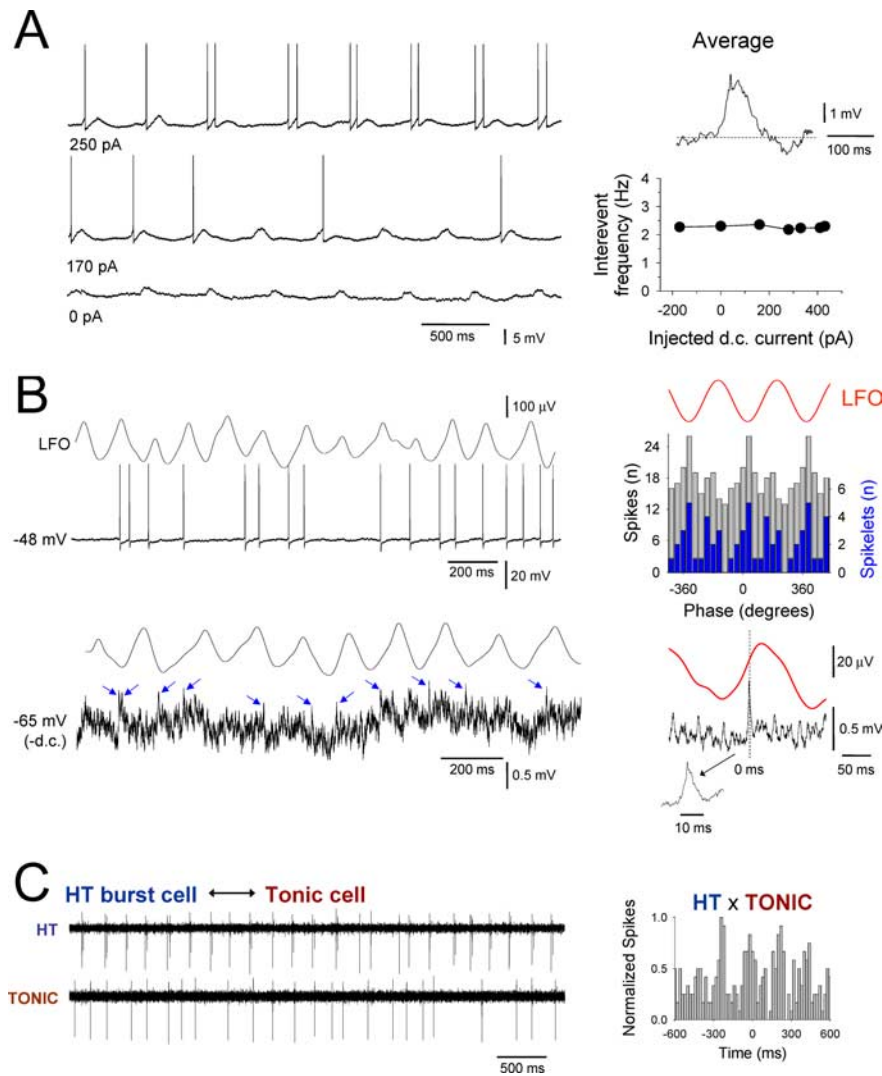 A
250 pA
170 pA
0 pA
500 ms
5 mV
Average
1 mV
100 ms
Interevent
frequency (Hz)
4
3
2
1
0
-200 0 200 400
Injected d.c. current (pA)
B
LFO
100 µV
-48 mV
200 ms
20 mV
-65 mV
(-d.c.)
200 ms
0.5 mV
LFO
Spikes (n)
24
18
12
6
0
6
4
2
0
Spikelets (n)
-360 0 360
Phase (degrees)
20 µV
0.5 mV
0 ms
50 ms
10 ms
C
HT burst cell ↔ Tonic cell
HT
TONIC
500 ms
HT x TONIC
Normalized Spikes
1.0
0.5
0.0
-600 -300 0 300 600
Time (ms)